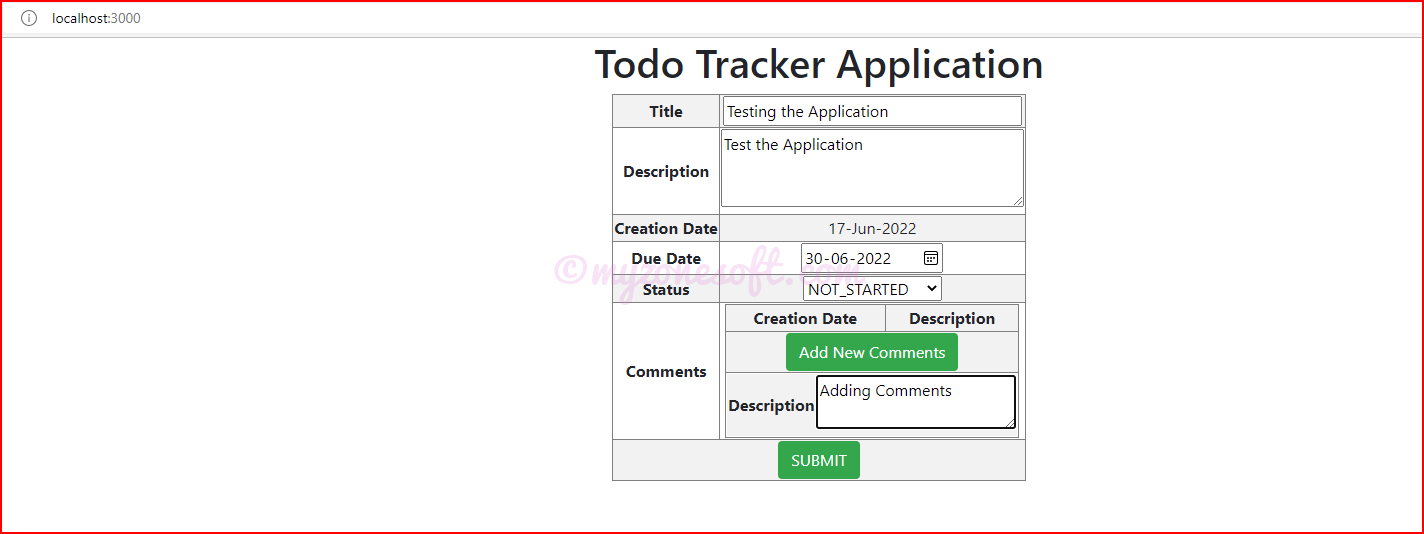 localhost:3000
Todo Tracker Application
Title Testing the Application
Description Test the Application
Creation Date 17-Jun-2022
Due Date 30-06-2022
©myzonesoft.com
Status NOT_STARTED
Comments
Creation Date Description
Add New Comments
Description Adding Comments
SUBMIT